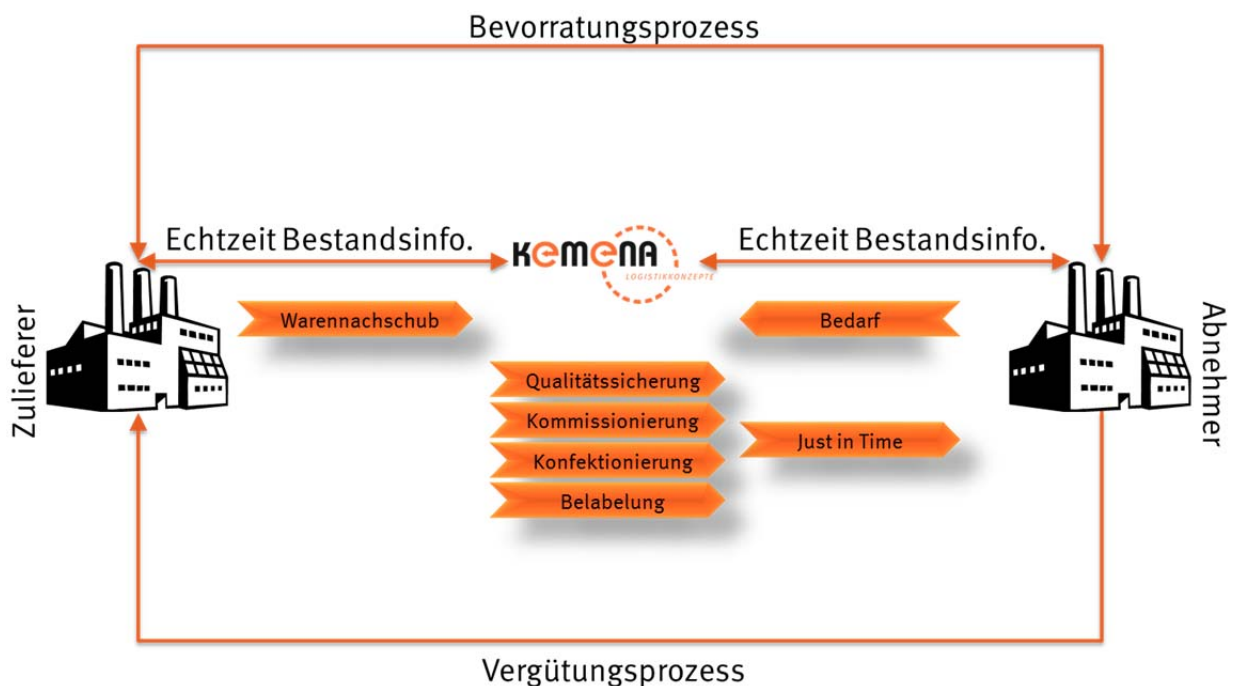 Bevorratungsprozess
Echtzeit Bestandsinfo.
KEMENA
LOGISTIKKONZEPTE
Echtzeit Bestandsinfo.
Zulieferer
Warennachschub
Bedarf
Abnehmer
Qualitätssicherung
Kommissionierung
Konfektionierung
Belabelung
Just in Time
Vergütungsprozess